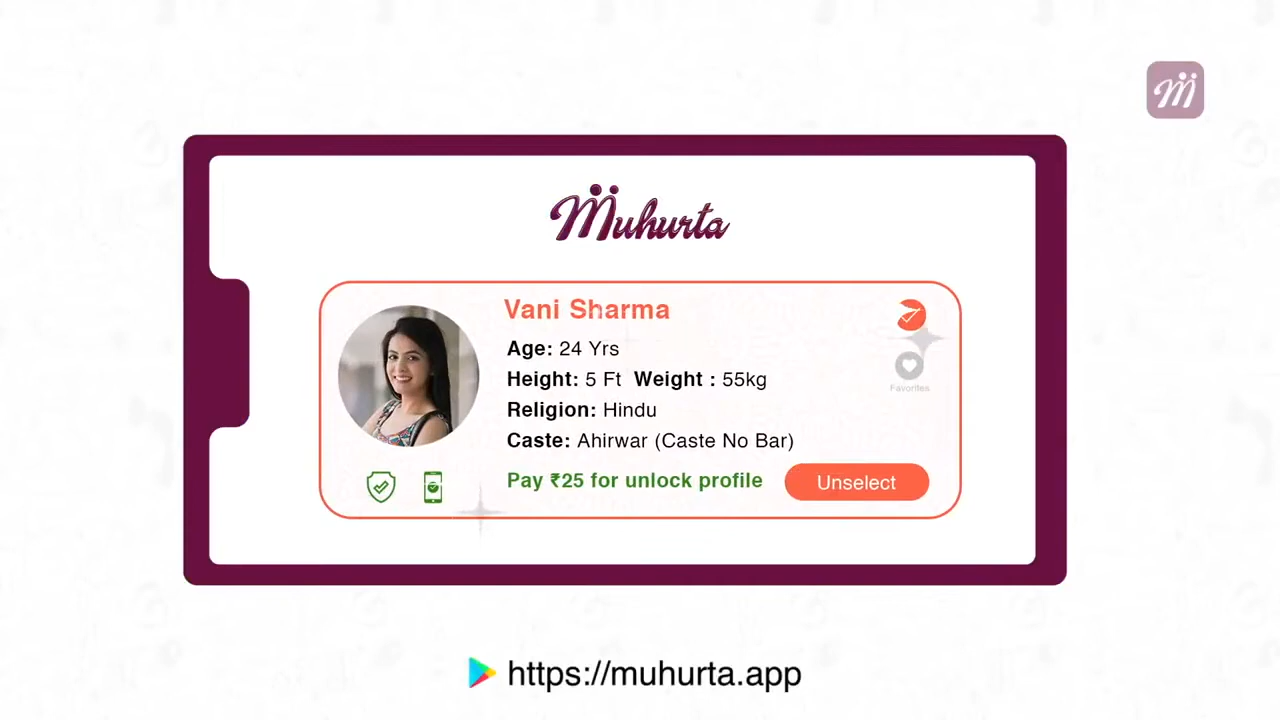 Muhurta
Vani Sharma
Age: 24 Yrs
Height: 5 Ft Weight : 55kg
Favorites
Religion: Hindu
Caste: Ahirwar (Caste No Bar)
Pay ₹25 for unlock profile
Unselect
https://muhurta.app